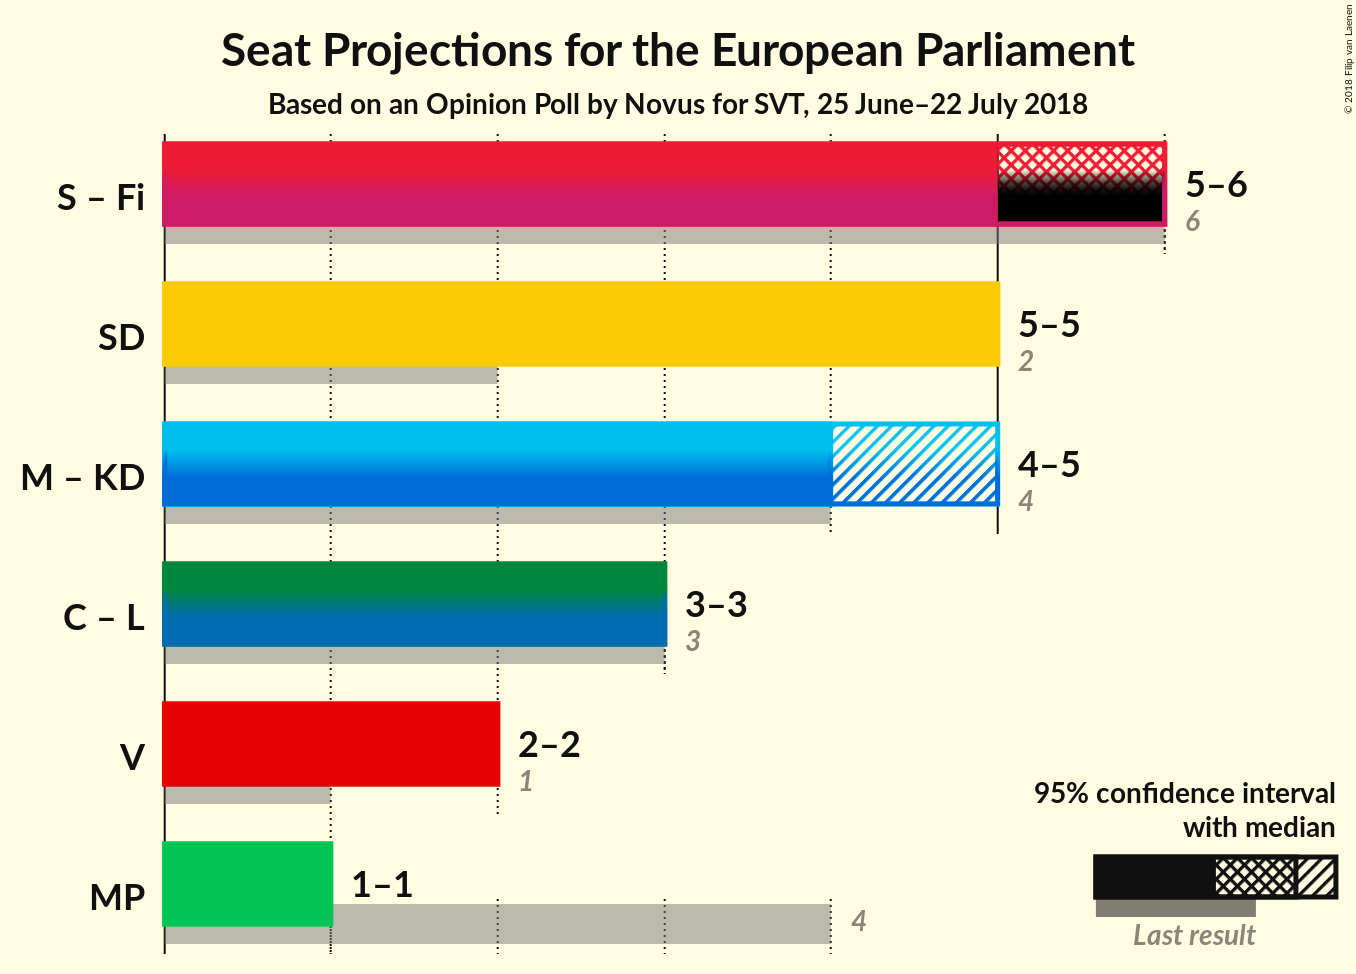 Seat Projections for the European Parliament
Based on an Opinion Poll by Novus for SVT, 25 June–22 July 2018
© 2018 Filip van Laenen
S – Fi
5–6
6
SD
5–5
2
M – KD
4–5
4
C – L
3–3
3
V
2–2
1
MP
1–1
4
95% confidence interval
with median
Last result